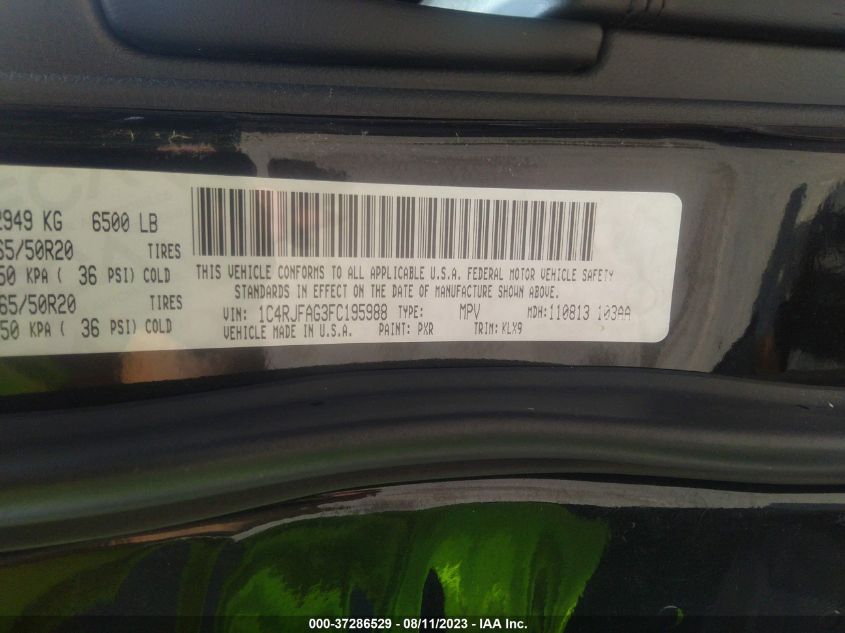 2949 KG 6500 LB
65/50R20 TIRES
50 KPA ( 36 PSI) COLD
65/50R20 TIRES
50 KPA ( 36 PSI) COLD
THIS VEHICLE CONFORMS TO ALL APPLICABLE U.S.A. FEDERAL MOTOR VEHICLE SAFETY
STANDARDS IN EFFECT ON THE DATE OF MANUFACTURE SHOWN ABOVE.
VIN: 1C4RJFAG3FC195988 TYPE: MPV MDH: 110813 103AA
VEHICLE MADE IN U.S.A. PAINT: PXR TRIM: KLX9
000-37286529 - 08/11/2023 - IAA Inc.